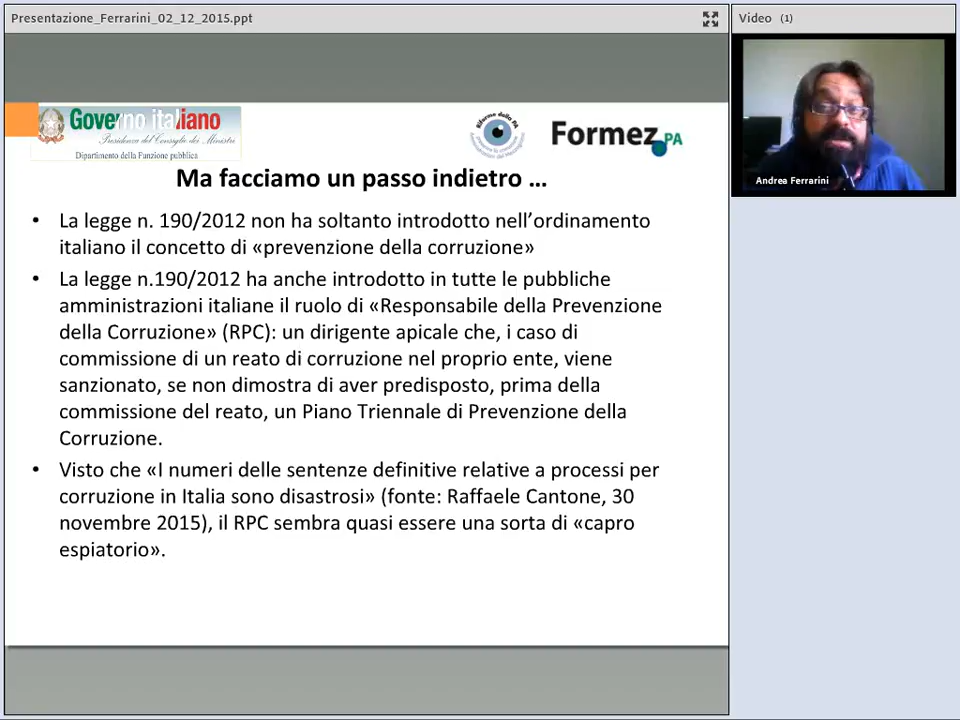 Presentazione_Ferrarini_02_12_2015.ppt
Video (1)
Governo italiano
Presidenza del Consiglio dei Ministri
Dipartimento della Funzione pubblica
Riforme della PA
Formez PA
Andrea Ferrarini
Ma facciamo un passo indietro ...
• La legge n. 190/2012 non ha soltanto introdotto nell’ordinamento
italiano il concetto di «prevenzione della corruzione»
• La legge n.190/2012 ha anche introdotto in tutte le pubbliche
amministrazioni italiane il ruolo di «Responsabile della Prevenzione
della Corruzione» (RPC): un dirigente apicale che, i caso di
commissione di un reato di corruzione nel proprio ente, viene
sanzionato, se non dimostra di aver predisposto, prima della
commissione del reato, un Piano Triennale di Prevenzione della
Corruzione.
• Visto che «I numeri delle sentenze definitive relative a processi per
corruzione in Italia sono disastrosi» (fonte: Raffaele Cantone, 30
novembre 2015), il RPC sembra quasi essere una sorta di «capro
espiatorio».